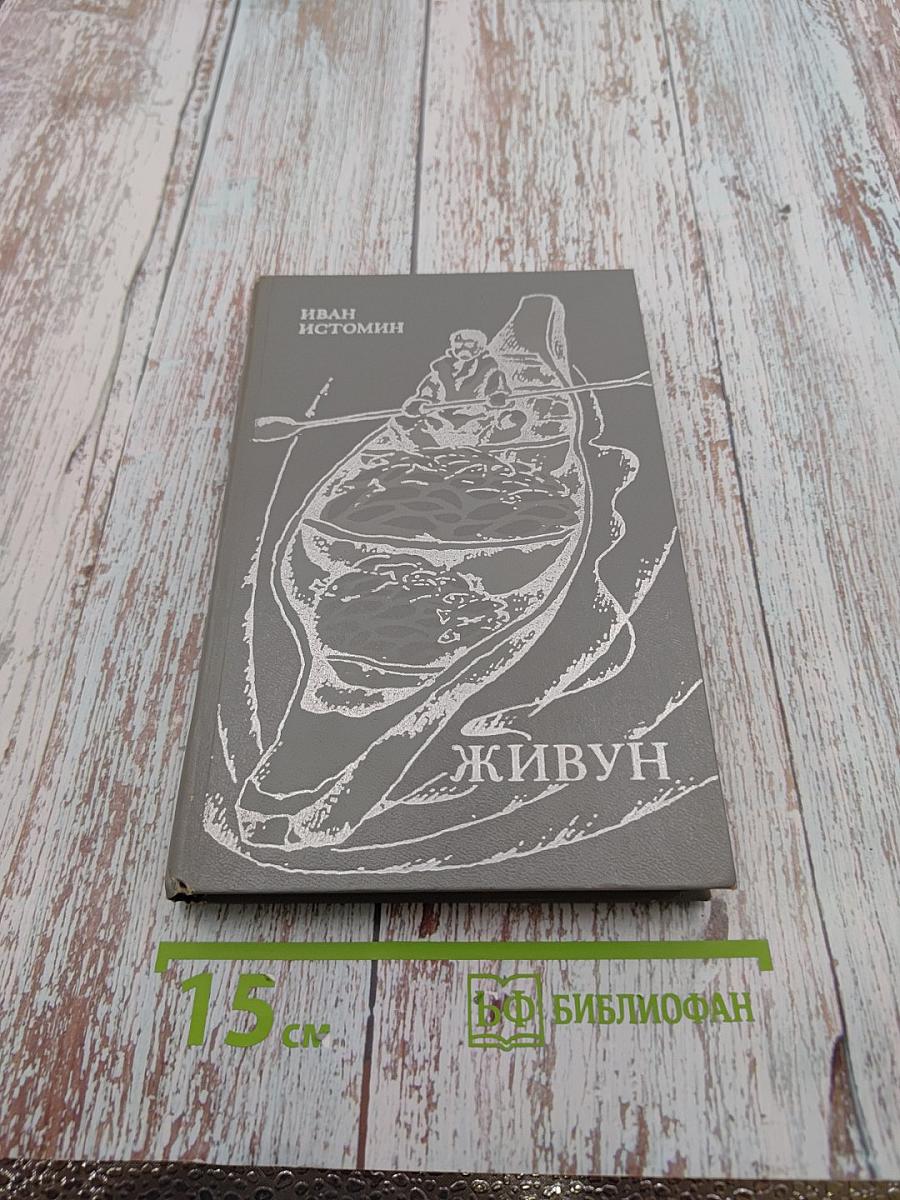 ИВАН
ИСТОМИН
ЖИВУН
15 см
БФ БИБЛИОФАН